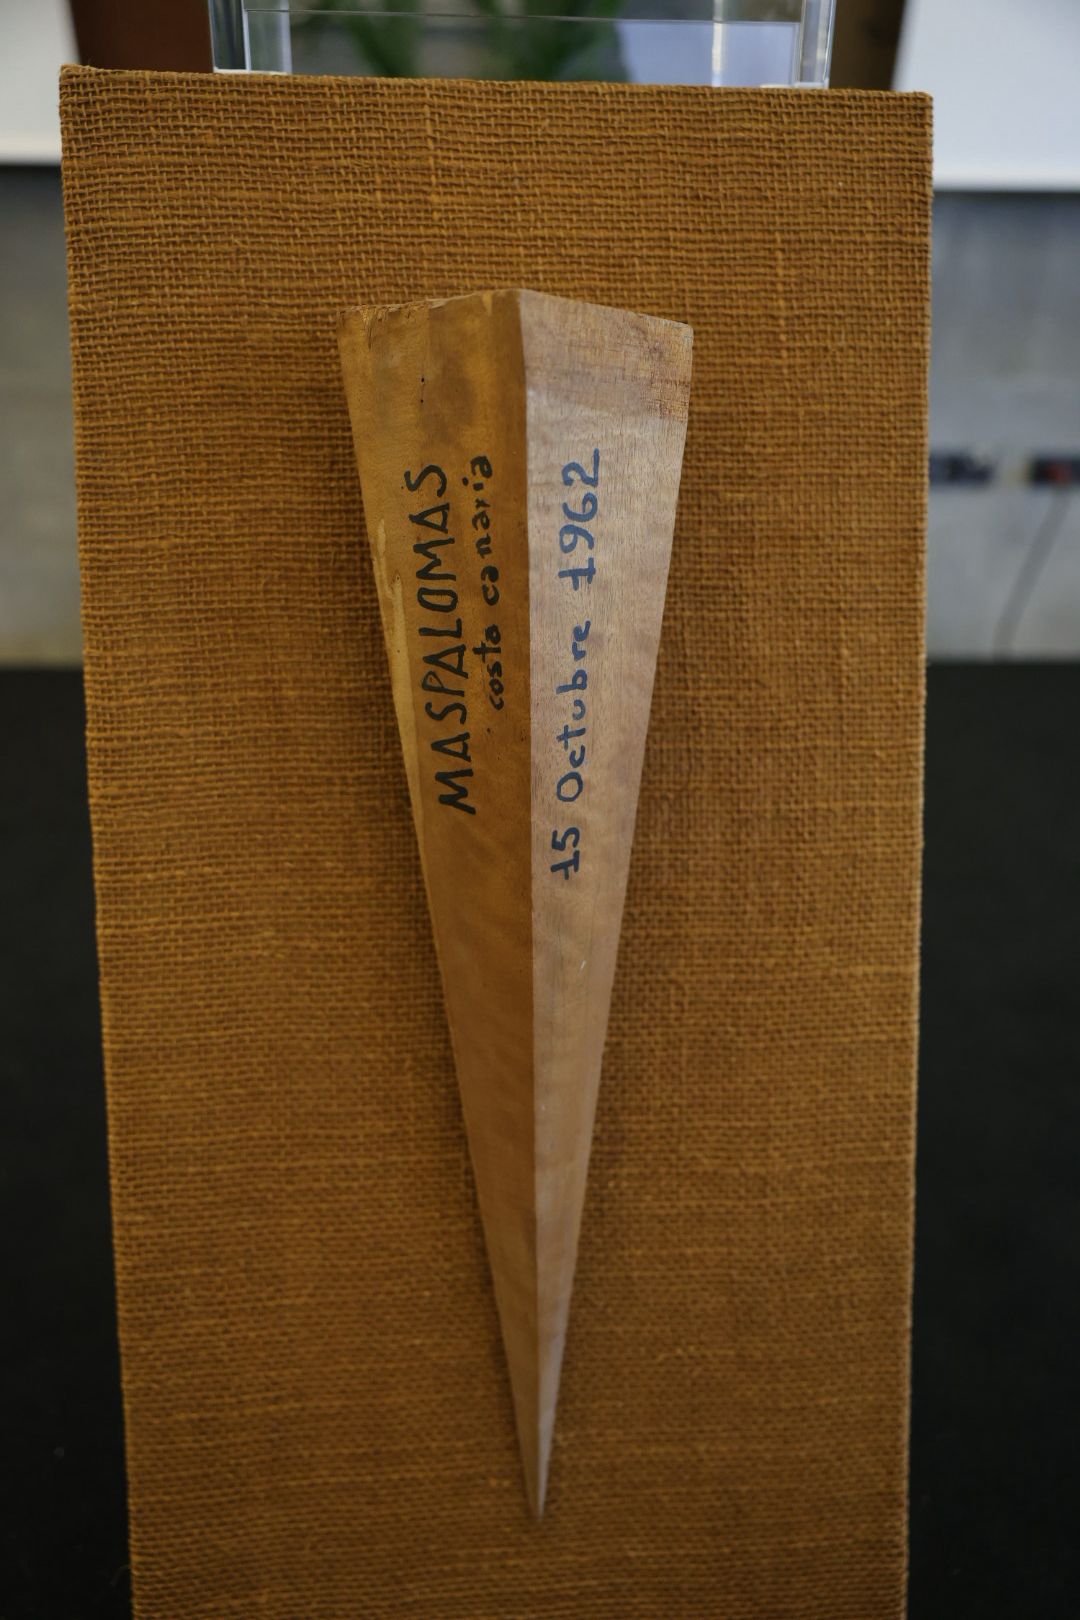 MASPALOMAS
costa canaria
15 Octubre 1962